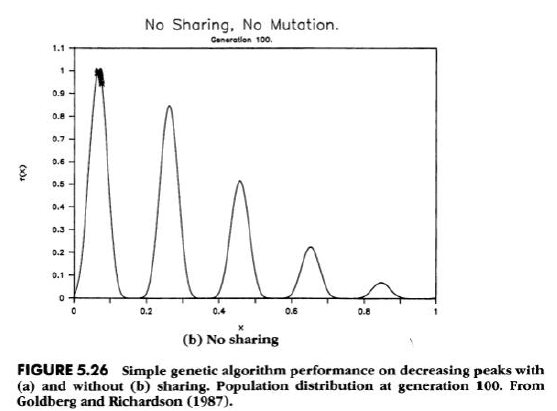 No Sharing, No Mutation.
Generation 100.
1.1
1
0.9
0.8
0.7
0.6
0.5
0.4
0.3
0.2
0.1
0
f(x)
0
0.2
0.4
0.6
0.8
1
x
(b) No sharing
FIGURE 5.26 Simple genetic algorithm performance on decreasing peaks with
(a) and without (b) sharing. Population distribution at generation 100. From
Goldberg and Richardson (1987).